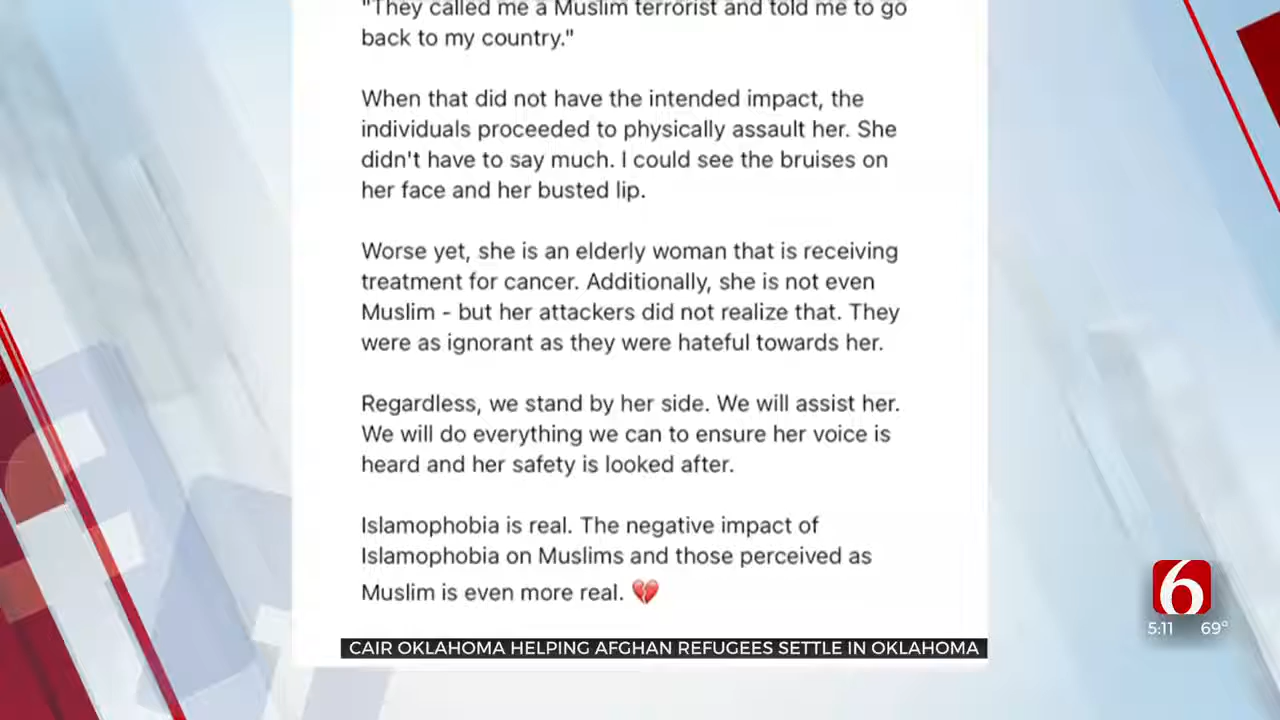 "They called me a Muslim terrorist and told me to go
back to my country."
When that did not have the intended impact, the
individuals proceeded to physically assault her. She
didn't have to say much. I could see the bruises on
her face and her busted lip.
Worse yet, she is an elderly woman that is receiving
treatment for cancer. Additionally, she is not even
Muslim - but her attackers did not realize that. They
were as ignorant as they were hateful towards her.
Regardless, we stand by her side. We will assist her.
We will do everything we can to ensure her voice is
heard and her safety is looked after.
Islamophobia is real. The negative impact of
Islamophobia on Muslims and those perceived as
Muslim is even more real. 💔
6
5:11 69°
CAIR OKLAHOMA HELPING AFGHAN REFUGEES SETTLE IN OKLAHOMA